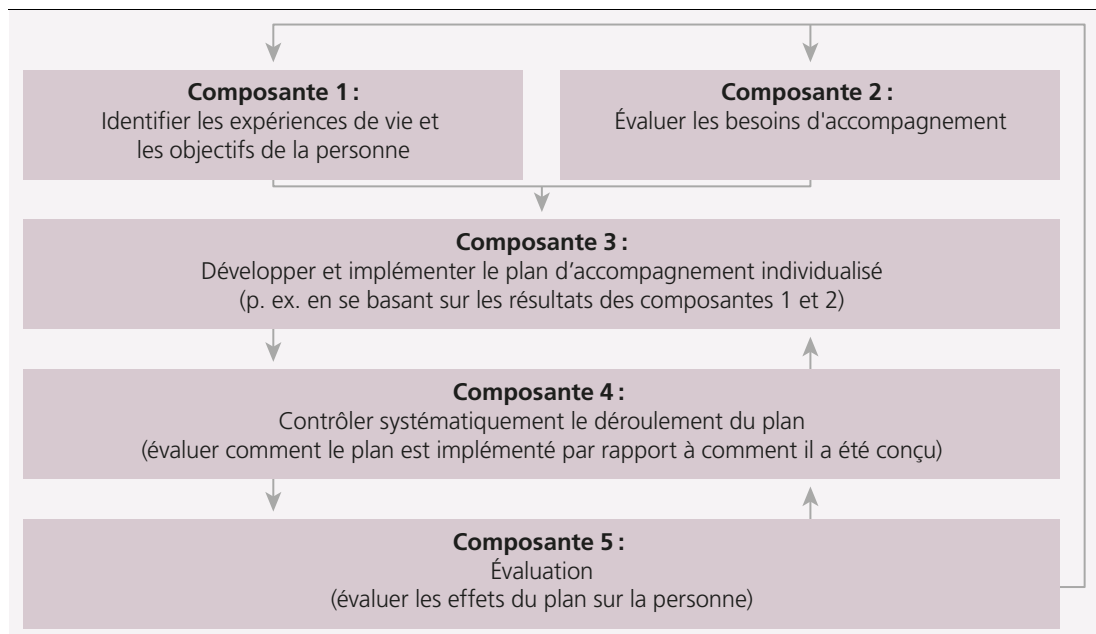 Composante 1 :
Identifier les expériences de vie et
les objectifs de la personne
Composante 2 :
Évaluer les besoins d'accompagnement
Composante 3 :
Développer et implémenter le plan d’accompagnement individualisé
(p. ex. en se basant sur les résultats des composantes 1 et 2)
Composante 4 :
Contrôler systématiquement le déroulement du plan
(évaluer comment le plan est implémenté par rapport à comment il a été conçu)
Composante 5 :
Évaluation
(évaluer les effets du plan sur la personne)